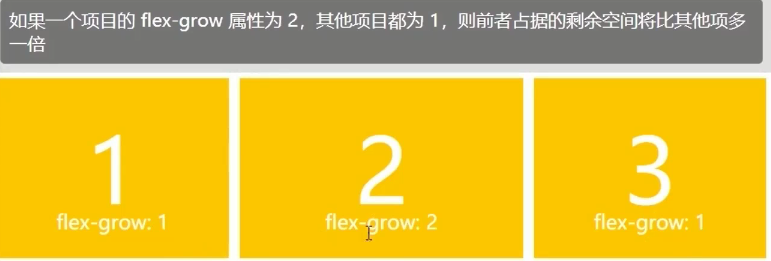 如果一个项目的 flex-grow 属性为 2，其他项目都为 1，则前者占据的剩余空间将比其他项多
一倍
1
flex-grow: 1
2
flex-grow: 2
3
flex-grow: 1